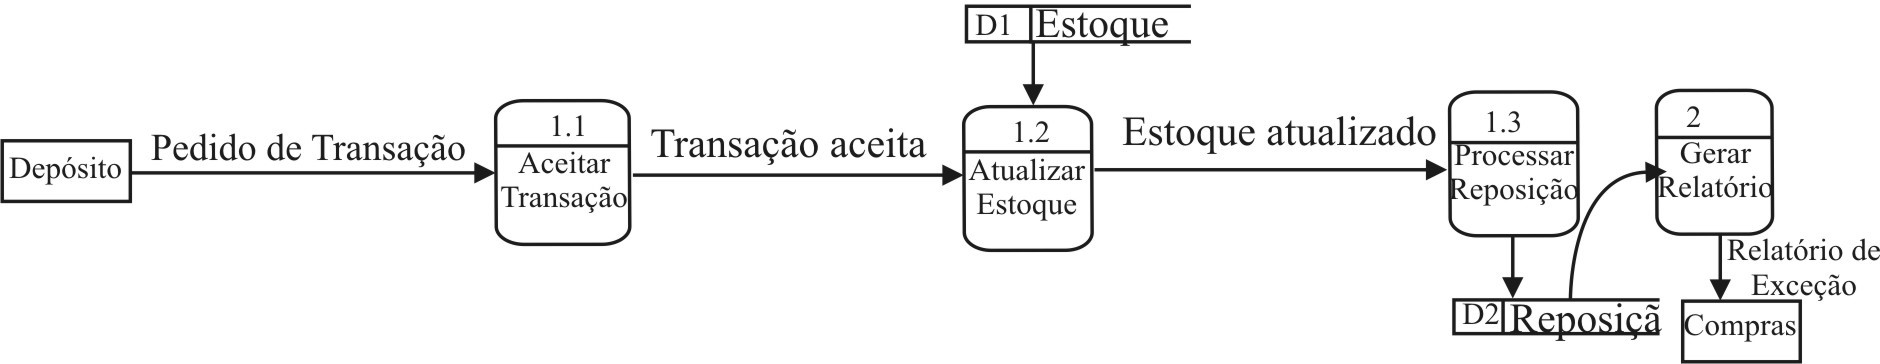 D1 Estoque
Depósito
Pedido de Transação
1.1
Aceitar
Transação
Transação aceita
1.2
Atualizar
Estoque
Estoque atualizado
1.3
Processar
Reposição
2
Gerar
Relatório
D2 Reposiçã
Relatório de
Exceção
Compras